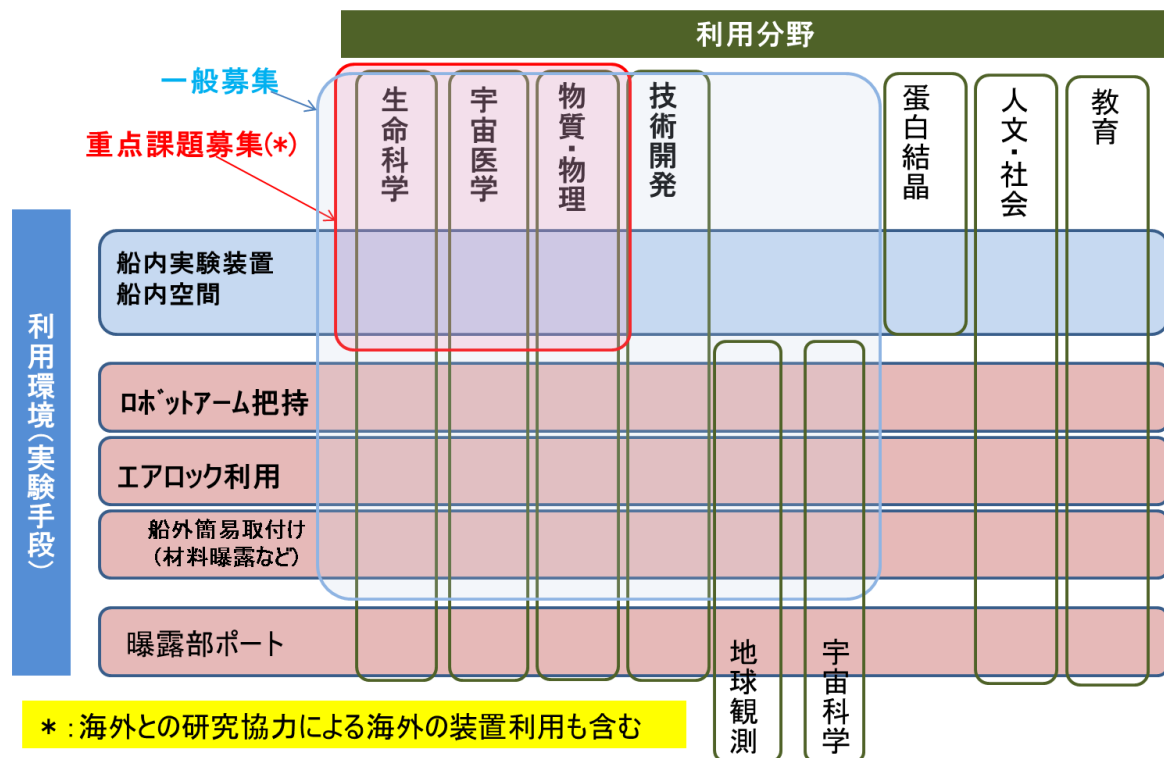 利用分野
一般募集
重点課題募集(*)
生命科学
宇宙医学
物質・物理
技術開発
蛋白結晶
人文・社会
教育
利用環境(実験手段)
船内実験装置
船内空間
ロボットアーム把持
エアロック利用
船外簡易取付け
(材料曝露など)
曝露部ポート
地球観測
宇宙科学
*:海外との研究協力による海外の装置利用も含む